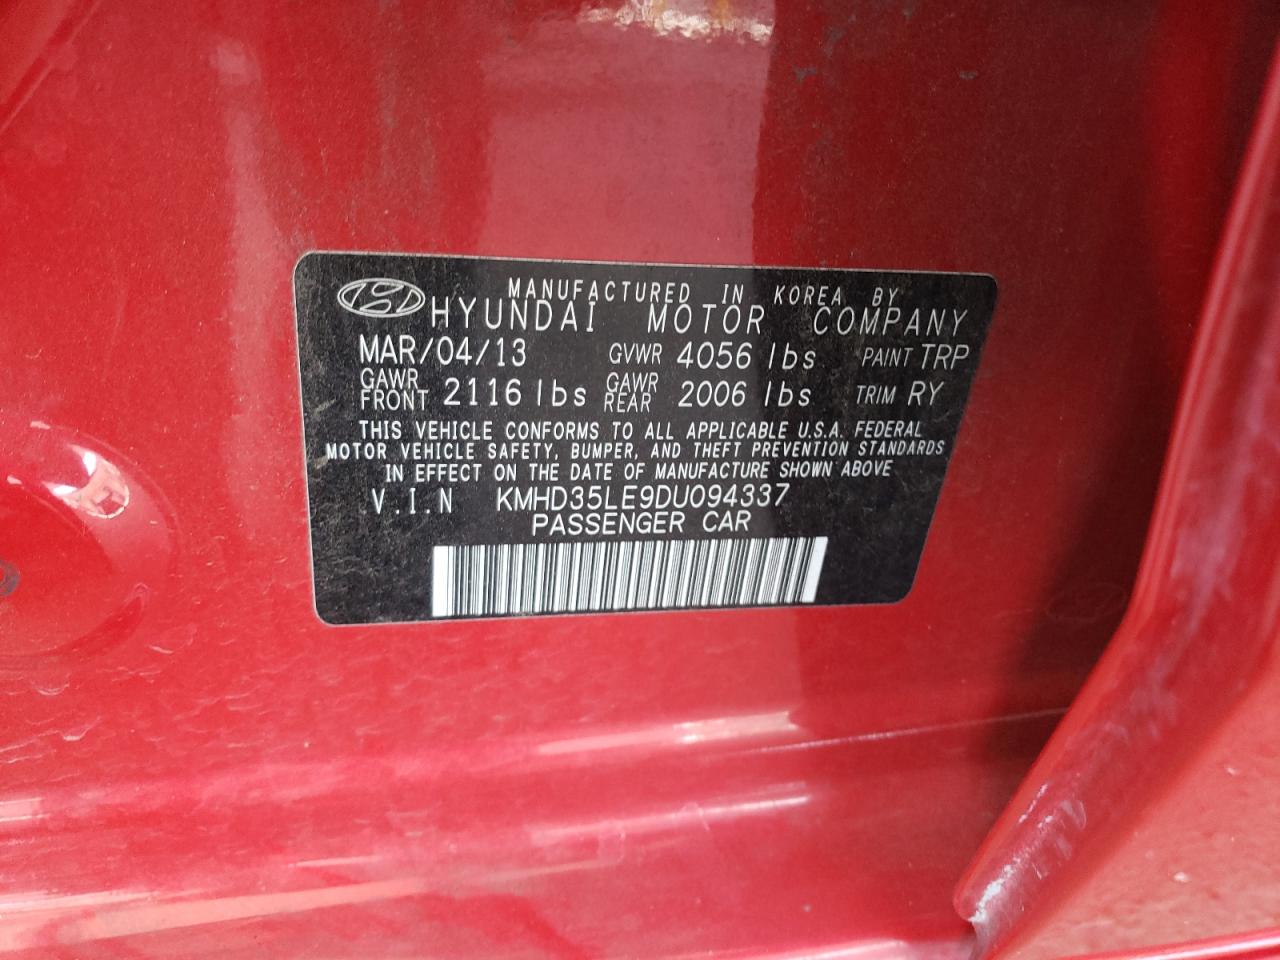 MANUFACTURED IN KOREA BY
HYUNDAI MOTOR COMPANY
MAR/04/13 GVWR 4056 lbs PAINT TRP
GAWR FRONT 2116 lbs GAWR REAR 2006 lbs TRIM RY
THIS VEHICLE CONFORMS TO ALL APPLICABLE U.S.A. FEDERAL
MOTOR VEHICLE SAFETY, BUMPER, AND THEFT PREVENTION STANDARDS
IN EFFECT ON THE DATE OF MANUFACTURE SHOWN ABOVE
V.I.N KMHD35LE9DU094337
PASSENGER CAR